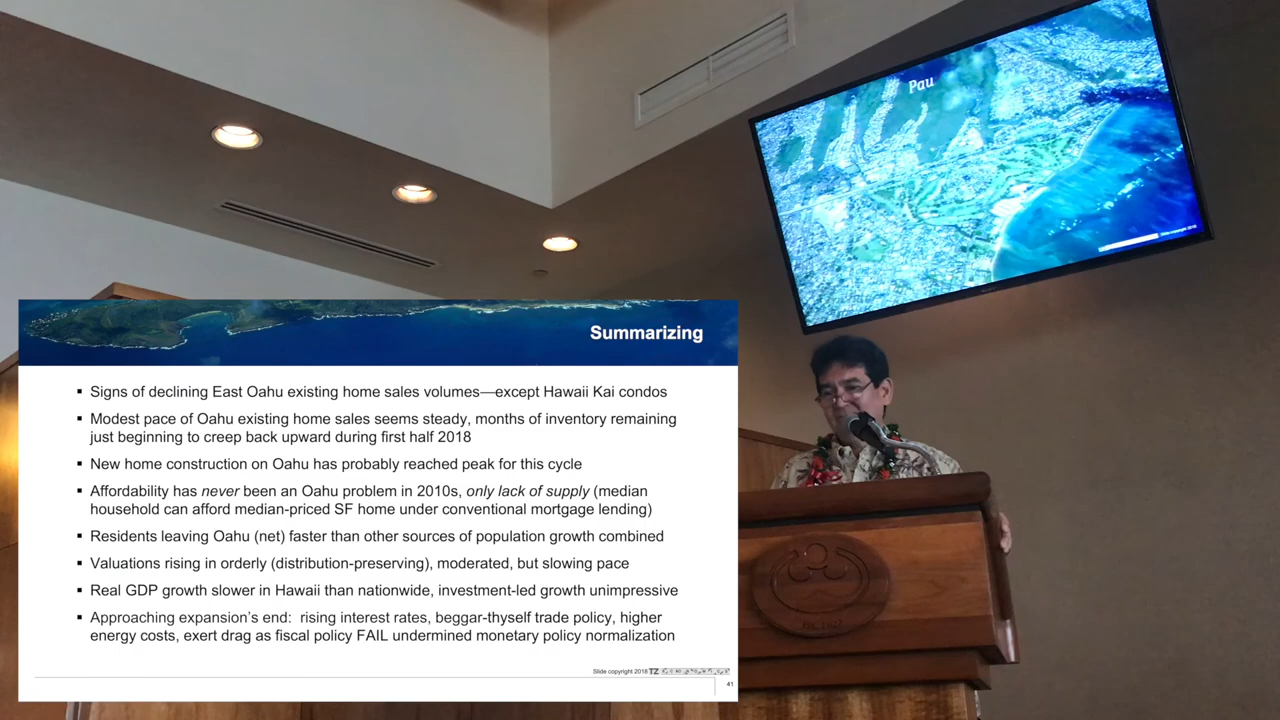 Pau
Slide copyright 2018
Summarizing
▪ Signs of declining East Oahu existing home sales volumes—except Hawaii Kai condos
▪ Modest pace of Oahu existing home sales seems steady, months of inventory remaining
just beginning to creep back upward during first half 2018
▪ New home construction on Oahu has probably reached peak for this cycle
▪ Affordability has never been an Oahu problem in 2010s, only lack of supply (median
household can afford median-priced SF home under conventional mortgage lending)
▪ Residents leaving Oahu (net) faster than other sources of population growth combined
▪ Valuations rising in orderly (distribution-preserving), moderated, but slowing pace
▪ Real GDP growth slower in Hawaii than nationwide, investment-led growth unimpressive
▪ Approaching expansion's end: rising interest rates, beggar-thyself trade policy, higher
energy costs, exert drag as fiscal policy FAIL undermined monetary policy normalization
Slide copyright 2018 TZ
41